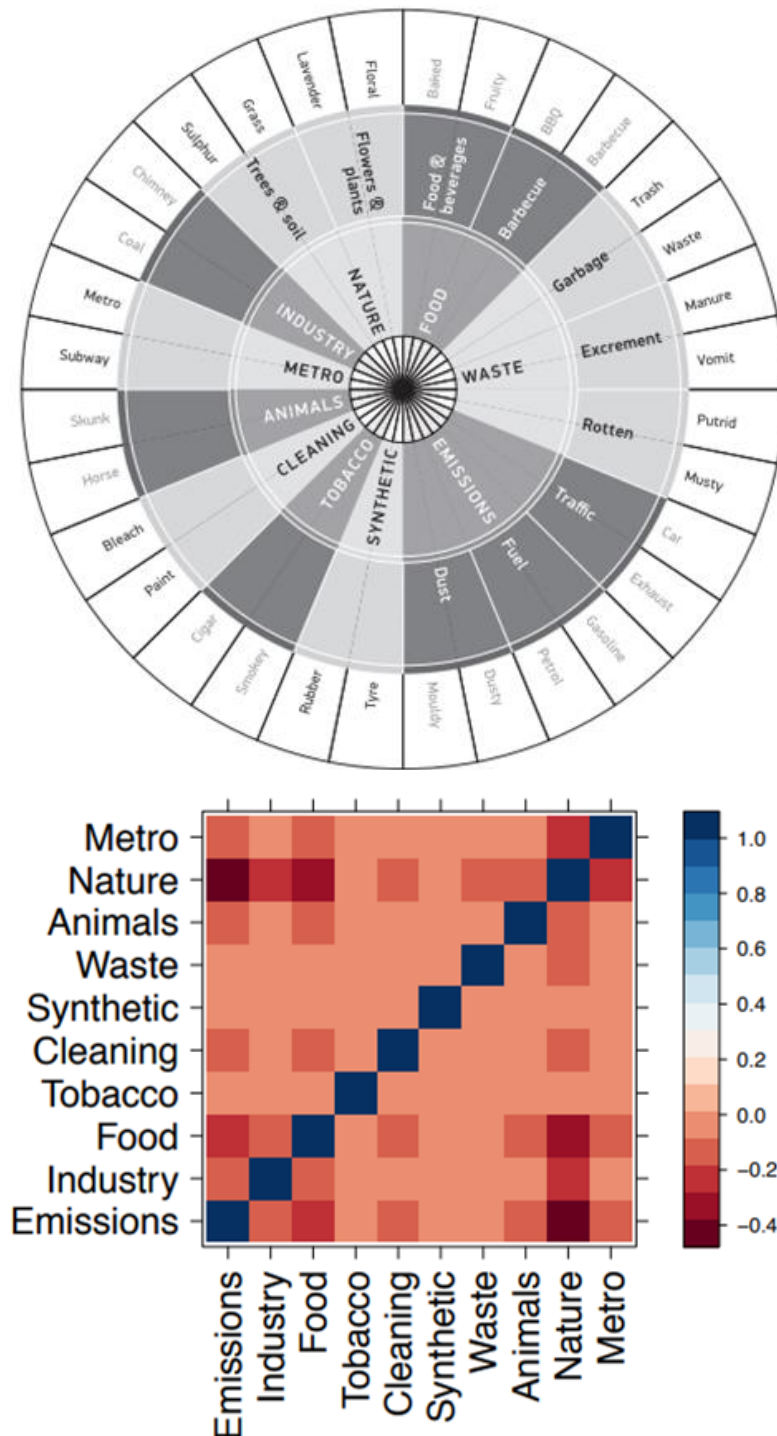 Floral
Baked
Fruity
BBQ
Barbecue
Trash
Waste
Manure
Vomit
Putrid
Musty
Car
Exhaust
Gasoline
Petrol
Dusty
Mouldy
Tyre
Rubber
Smokey
Cigar
Paint
Bleach
Horse
Skunk
Subway
Metro
Coal
Chimney
Sulphur
Grass
Lavender
Flowers &
plants
Food &
beverages
Barbecue
Garbage
Excrement
Rotten
Traffic
Fuel
Dust
Trees & soil
NATURE
FOOD
WASTE
EMISSIONS
SYNTHETIC
TOBACCO
CLEANING
ANIMALS
METRO
INDUSTRY
Metro
Nature
Animals
Waste
Synthetic
Cleaning
Tobacco
Food
Industry
Emissions
Emissions
Industry
Food
Tobacco
Cleaning
Synthetic
Waste
Animals
Nature
Metro
1.0
0.8
0.6
0.4
0.2
0.0
−0.2
−0.4